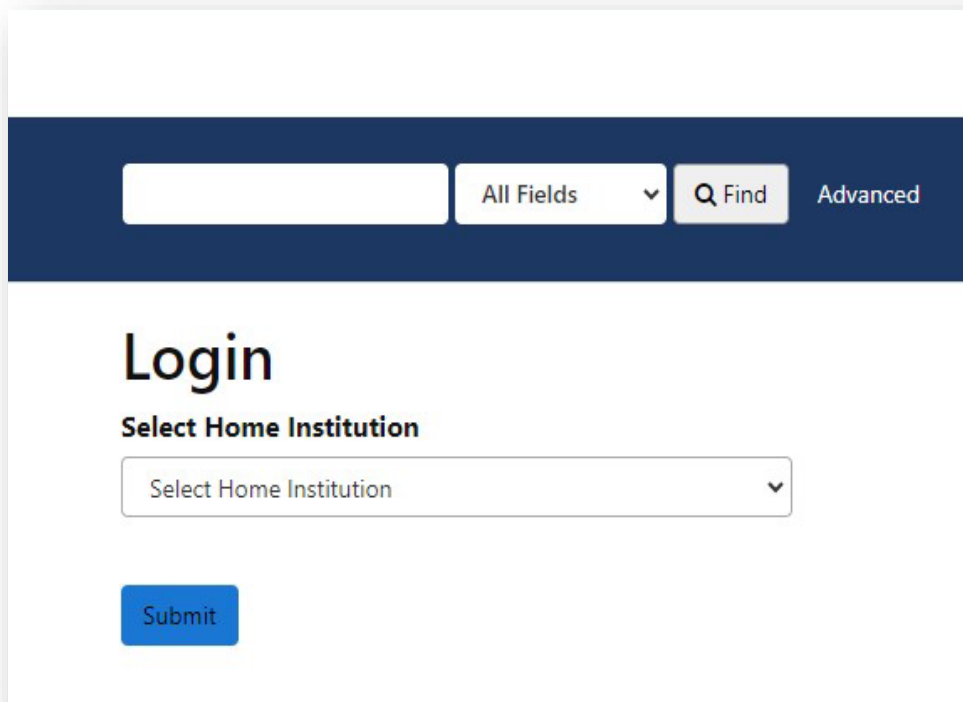 All Fields Find Advanced
Login
Select Home Institution
Select Home Institution
Submit